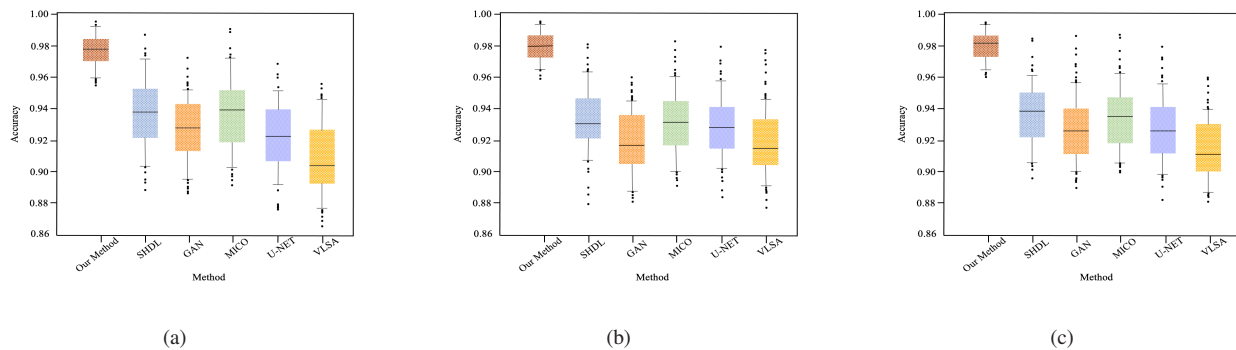 1.00
0.98
0.96
0.94
0.92
0.90
0.88
0.86
Accuracy
Our Method
SHDL
GAN
MICO
U-NET
VLSA
Method
(a)
1.00
0.98
0.96
0.94
0.92
0.90
0.88
0.86
Accuracy
Our Method
SHDL
GAN
MICO
U-NET
VLSA
Method
(b)
1.00
0.98
0.96
0.94
0.92
0.90
0.88
0.86
Accuracy
Our Method
SHDL
GAN
MICO
U-NET
VLSA
Method
(c)